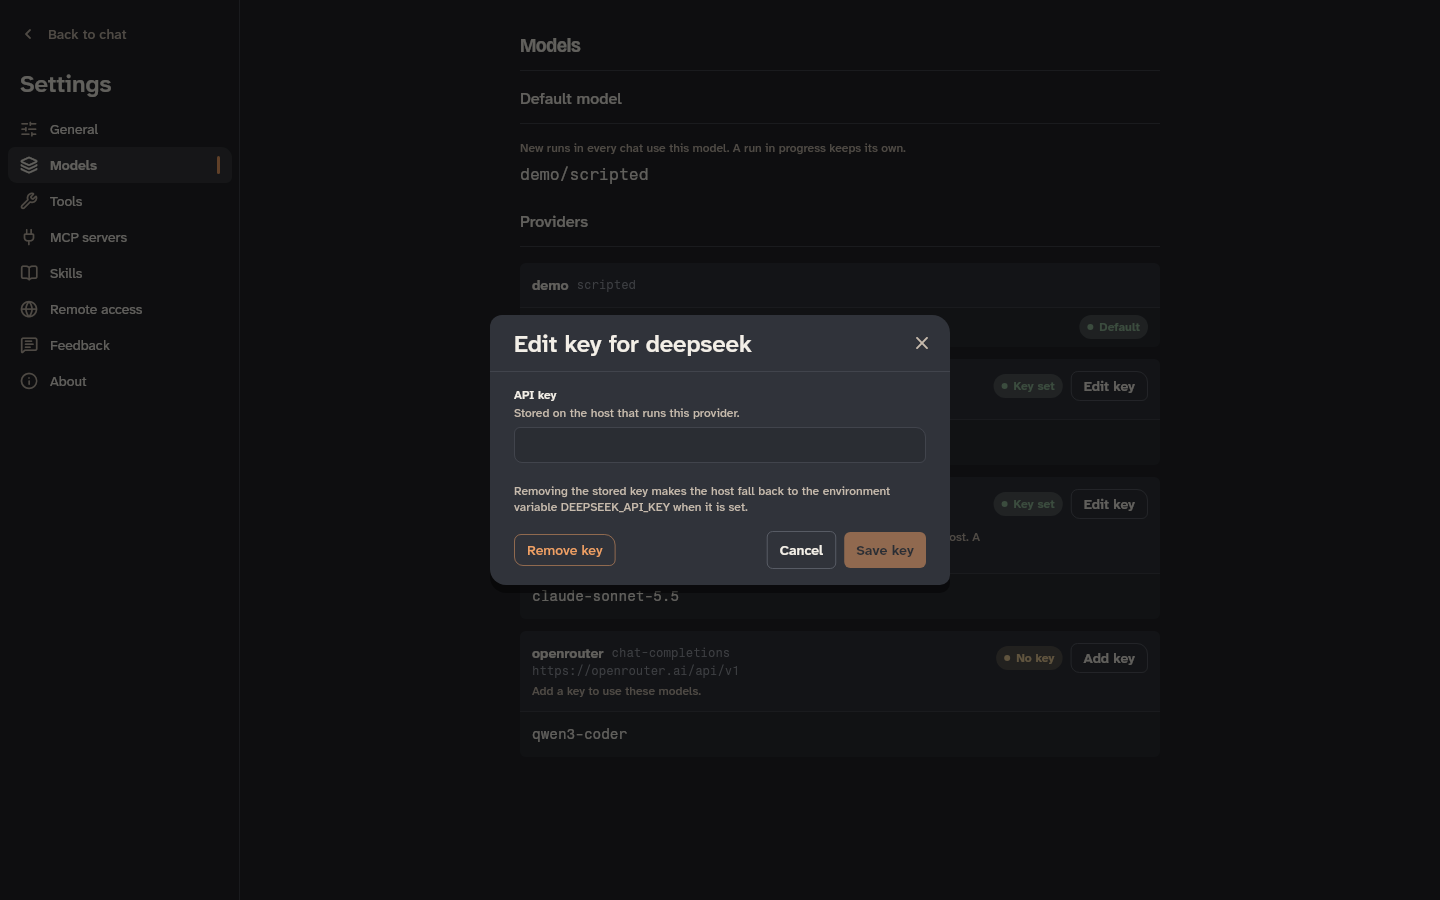 Back to chat
Settings
General
Models
Tools
MCP servers
Skills
Remote access
Feedback
About
Models
Default model
New runs in every chat use this model. A run in progress keeps its own.
demo/scripted
Providers
demo scripted
Default
Key set Edit key
Key set Edit key
ost. A
claude-sonnet-5.5
openrouter chat-completions
https://openrouter.ai/api/v1
Add a key to use these models.
No key Add key
qwen3-coder
Edit key for deepseek
API key
Stored on the host that runs this provider.
Removing the stored key makes the host fall back to the environment
variable DEEPSEEK_API_KEY when it is set.
Remove key Cancel Save key